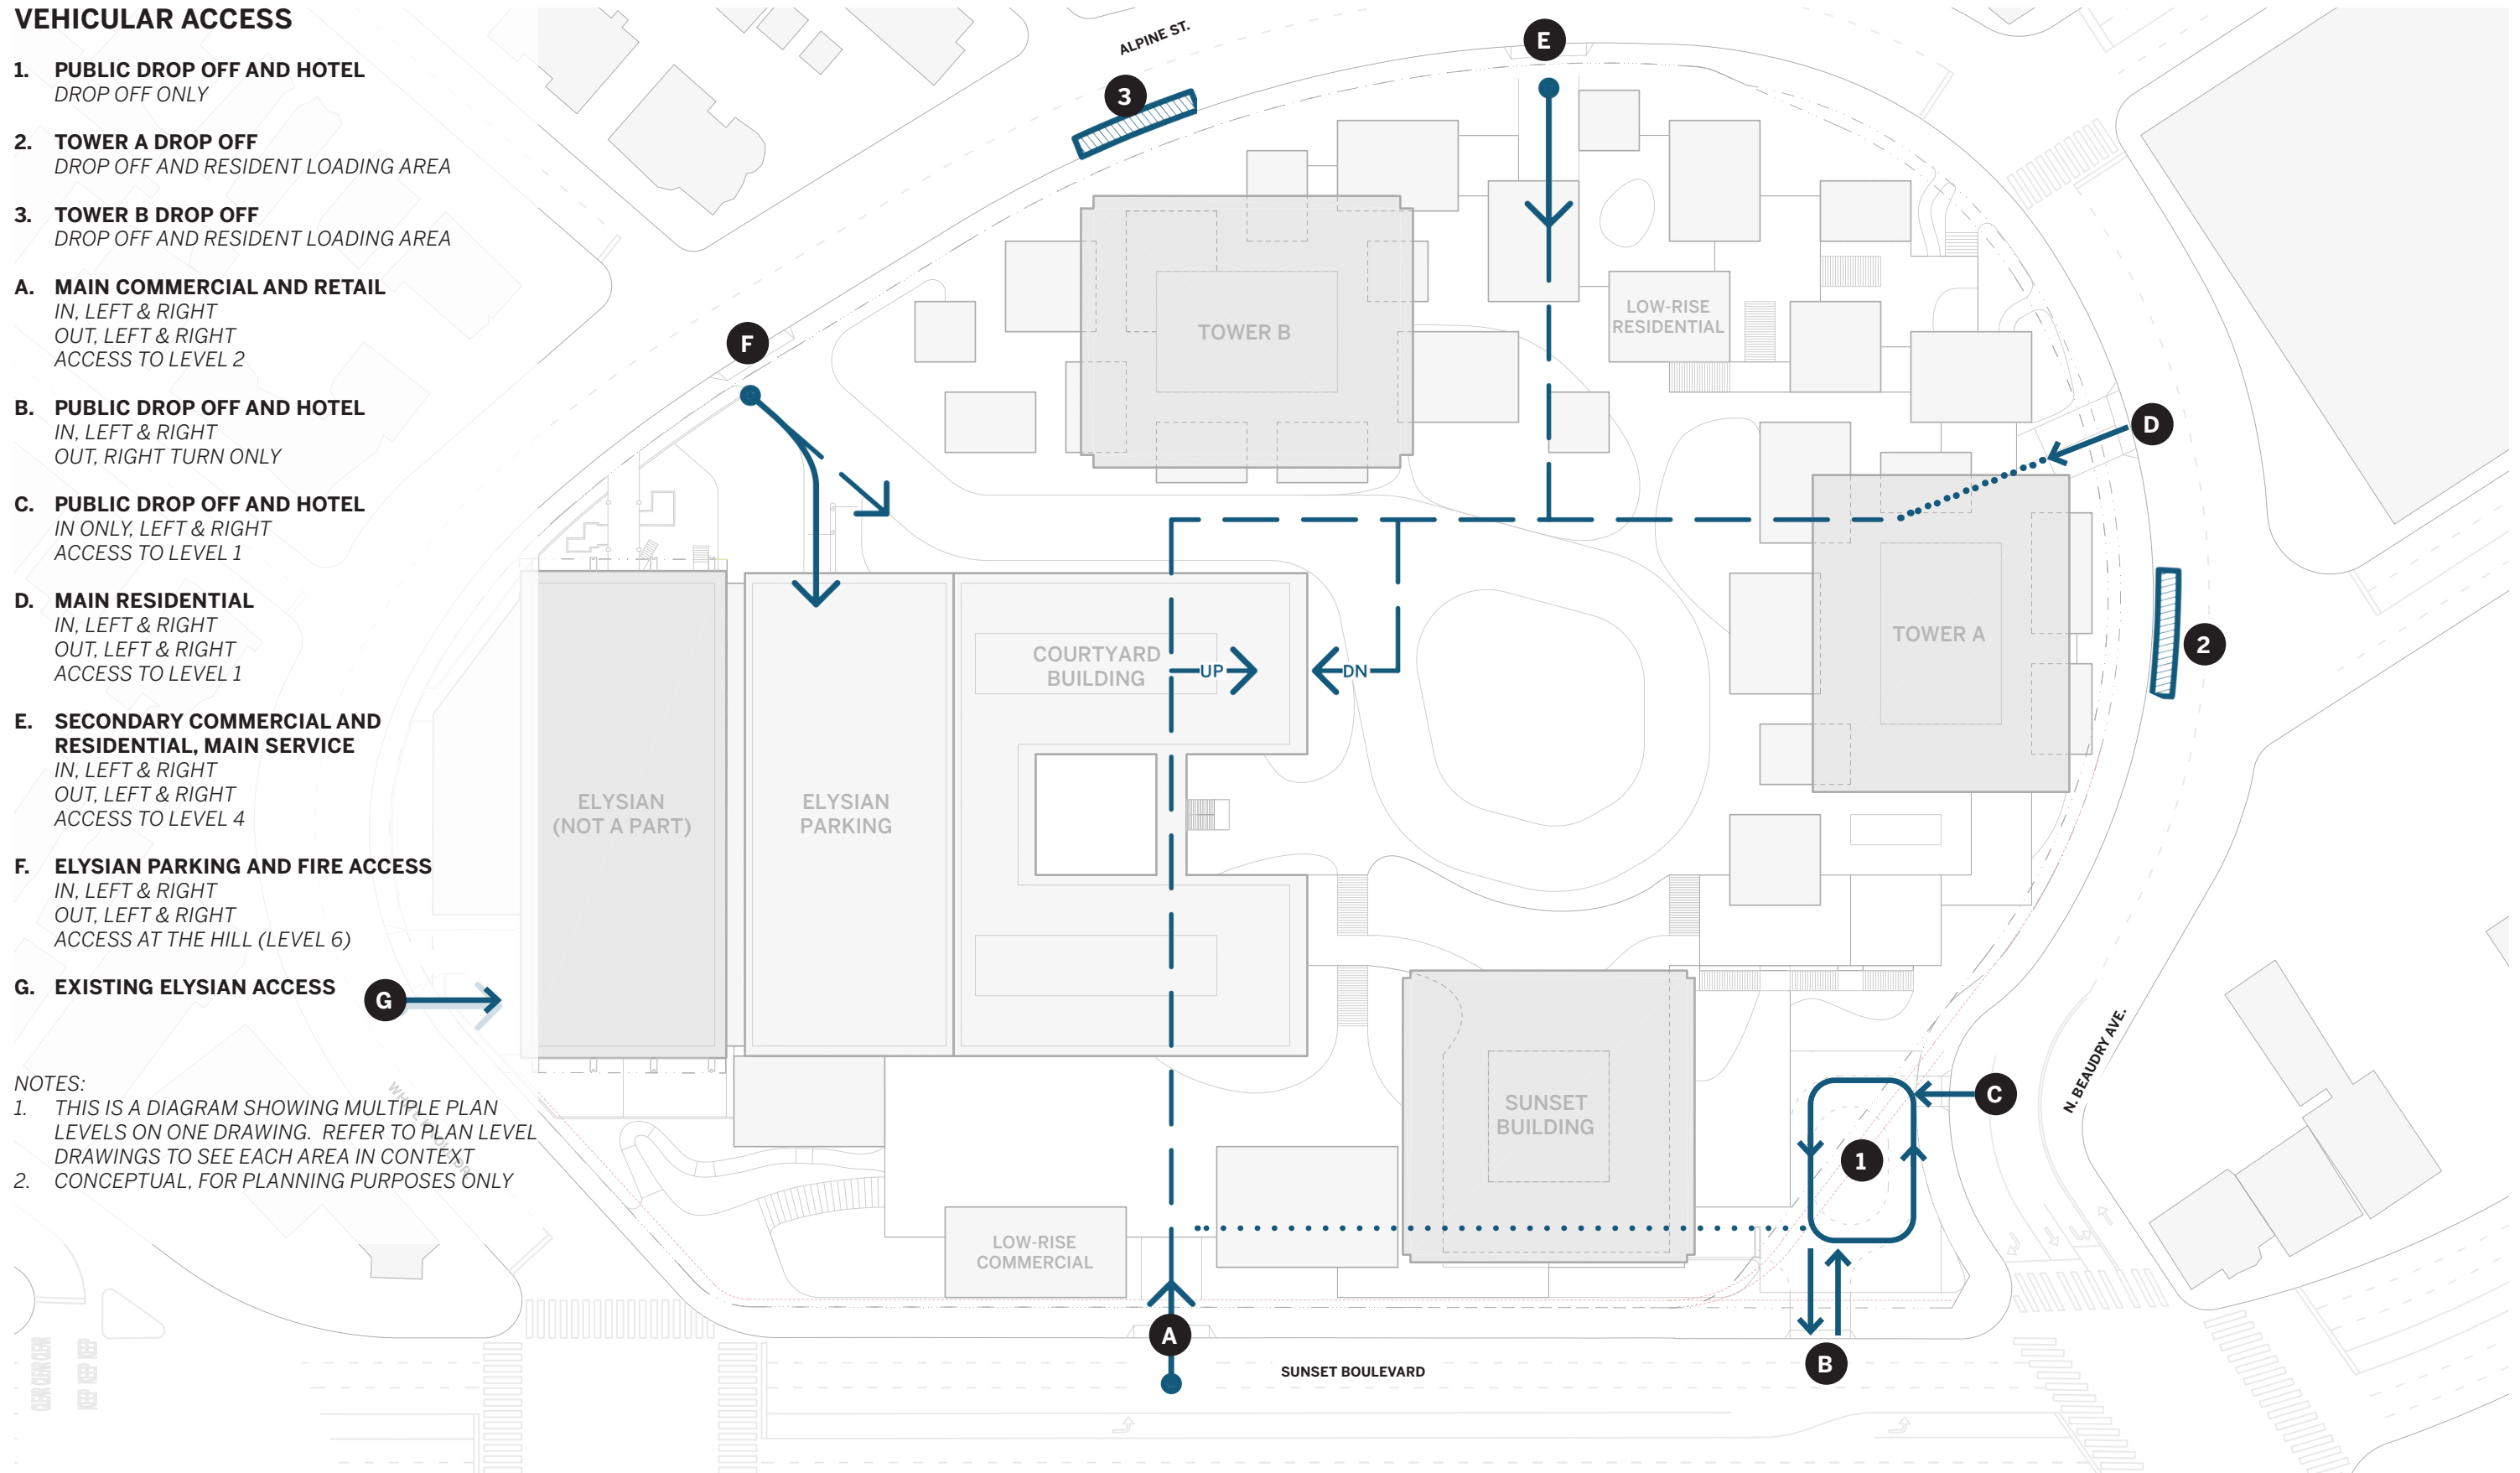 VEHICULAR ACCESS
1. PUBLIC DROP OFF AND HOTEL
DROP OFF ONLY
2. TOWER A DROP OFF
DROP OFF AND RESIDENT LOADING AREA
3. TOWER B DROP OFF
DROP OFF AND RESIDENT LOADING AREA
A. MAIN COMMERCIAL AND RETAIL
IN, LEFT & RIGHT
OUT, LEFT & RIGHT
ACCESS TO LEVEL 2
B. PUBLIC DROP OFF AND HOTEL
IN, LEFT & RIGHT
OUT, RIGHT TURN ONLY
C. PUBLIC DROP OFF AND HOTEL
IN ONLY, LEFT & RIGHT
ACCESS TO LEVEL 1
D. MAIN RESIDENTIAL
IN, LEFT & RIGHT
OUT, LEFT & RIGHT
ACCESS TO LEVEL 1
E. SECONDARY COMMERCIAL AND
RESIDENTIAL, MAIN SERVICE
IN, LEFT & RIGHT
OUT, LEFT & RIGHT
ACCESS TO LEVEL 4
F. ELYSIAN PARKING AND FIRE ACCESS
IN, LEFT & RIGHT
OUT, LEFT & RIGHT
ACCESS AT THE HILL (LEVEL 6)
G. EXISTING ELYSIAN ACCESS
G
NOTES:
1. THIS IS A DIAGRAM SHOWING MULTIPLE PLAN
LEVELS ON ONE DRAWING. REFER TO PLAN LEVEL
DRAWINGS TO SEE EACH AREA IN CONTEXT
2. CONCEPTUAL, FOR PLANNING PURPOSES ONLY
ALPINE ST.
E
3
F
TOWER B
LOW-RISE
RESIDENTIAL
D
TOWER A
2
COURTYARD
BUILDING
UP
DN
ELYSIAN
(NOT A PART)
ELYSIAN
PARKING
SUNSET
BUILDING
C
1
N. BEAUDRY AVE.
LOW-RISE
COMMERCIAL
A
B
SUNSET BOULEVARD
KEEP
CLEAR